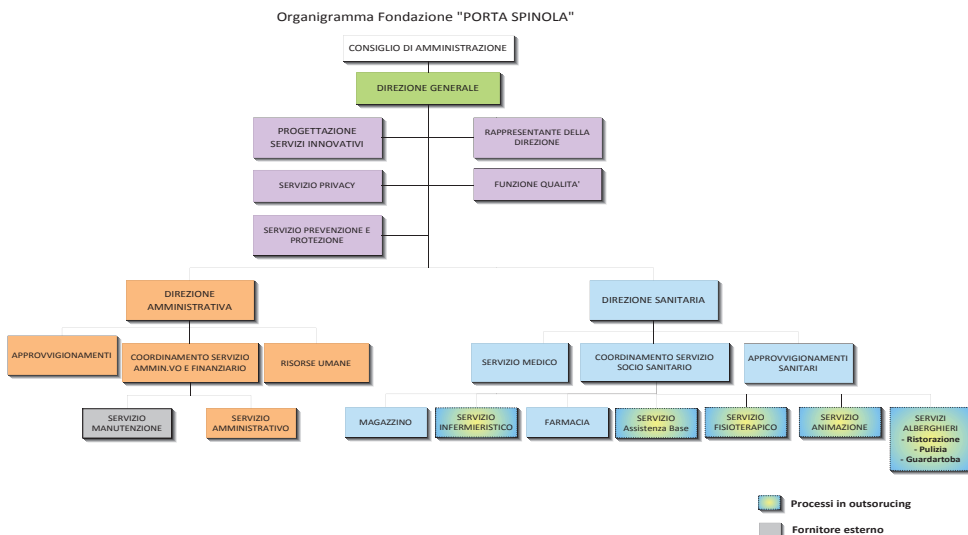 Organigramma Fondazione "PORTA SPINOLA"
CONSIGLIO DI AMMINISTRAZIONE
DIREZIONE GENERALE
PROGETTAZIONE
SERVIZI INNOVATIVI
RAPPRESENTANTE DELLA
DIREZIONE
SERVIZIO PRIVACY
FUNZIONE QUALITA'
SERVIZIO PREVENZIONE E
PROTEZIONE
DIREZIONE
AMMINISTRATIVA
DIREZIONE SANITARIA
APPROVVIGIONAMENTI
COORDINAMENTO SERVIZIO
AMMIN.VO E FINANZIARIO
RISORSE UMANE
SERVIZIO MEDICO
COORDINAMENTO SERVIZIO
SOCIO SANITARIO
APPROVVIGIONAMENTI
SANITARI
SERVIZIO
MANUTENZIONE
SERVIZIO
AMMINISTRATIVO
MAGAZZINO
SERVIZIO
INFERMIERISTICO
FARMACIA
SERVIZIO
Assistenza Base
SERVIZIO
FISIOTERAPICO
SERVIZIO
ANIMAZIONE
SERVIZI
ALBERGHIERI
- Ristorazione
- Pulizia
- Guardartoba
Processi in outsorucing
Fornitore esterno